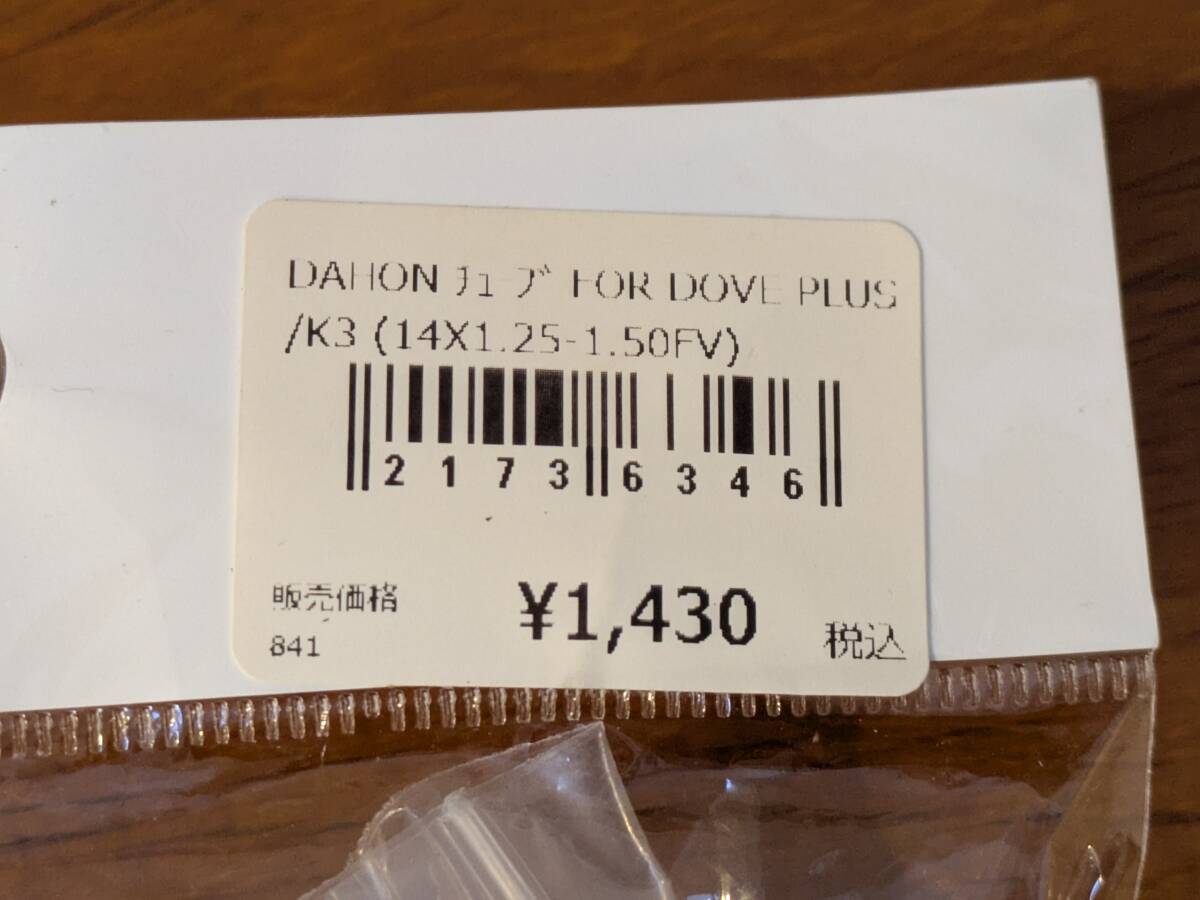 DAHON ﾁｭｰﾌﾞ FOR DOVE PLUS
/K3 (14X1.25-1.50FV)
2173 6346
販売価格 ¥1,430 税込
841